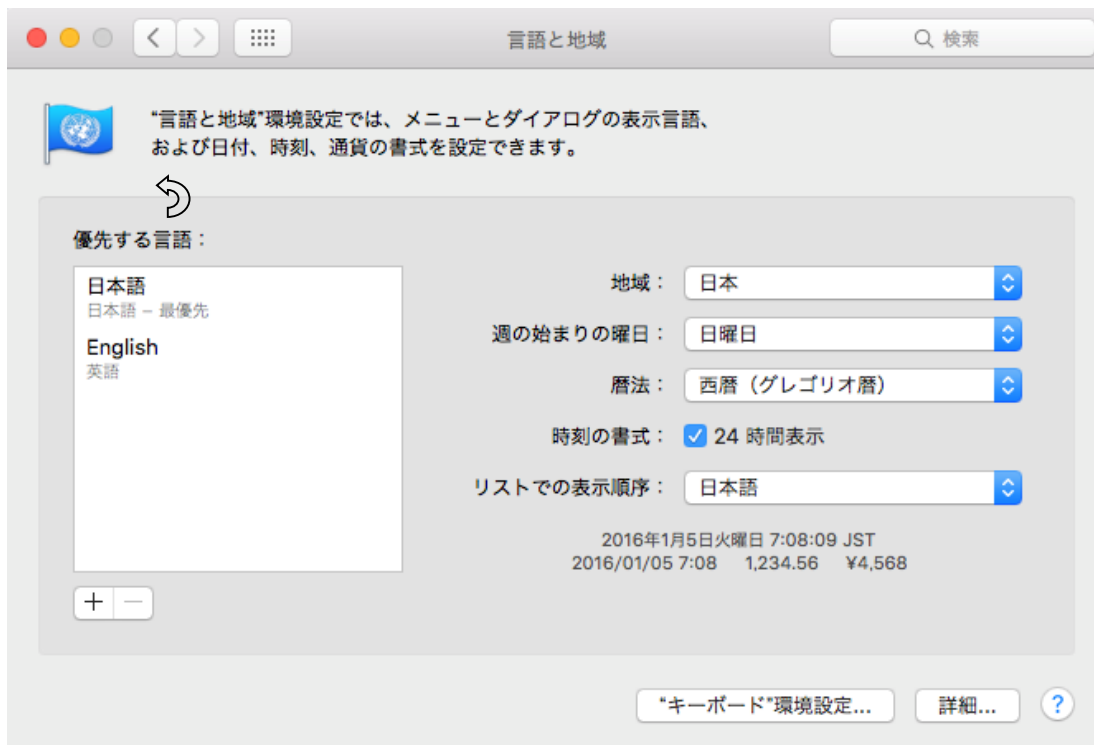 言語と地域
検索
“言語と地域”環境設定では、メニューとダイアログの表示言語、
および日付、時刻、通貨の書式を設定できます。
優先する言語：
日本語
日本語 – 最優先
English
英語
地域： 日本
週の始まりの曜日： 日曜日
暦法： 西暦（グレゴリオ暦）
時刻の書式： 24 時間表示
リストでの表示順序： 日本語
2016年1月5日火曜日 7:08:09 JST
2016/01/05 7:08 1,234.56 ¥4,568
“キーボード”環境設定... 詳細... ?